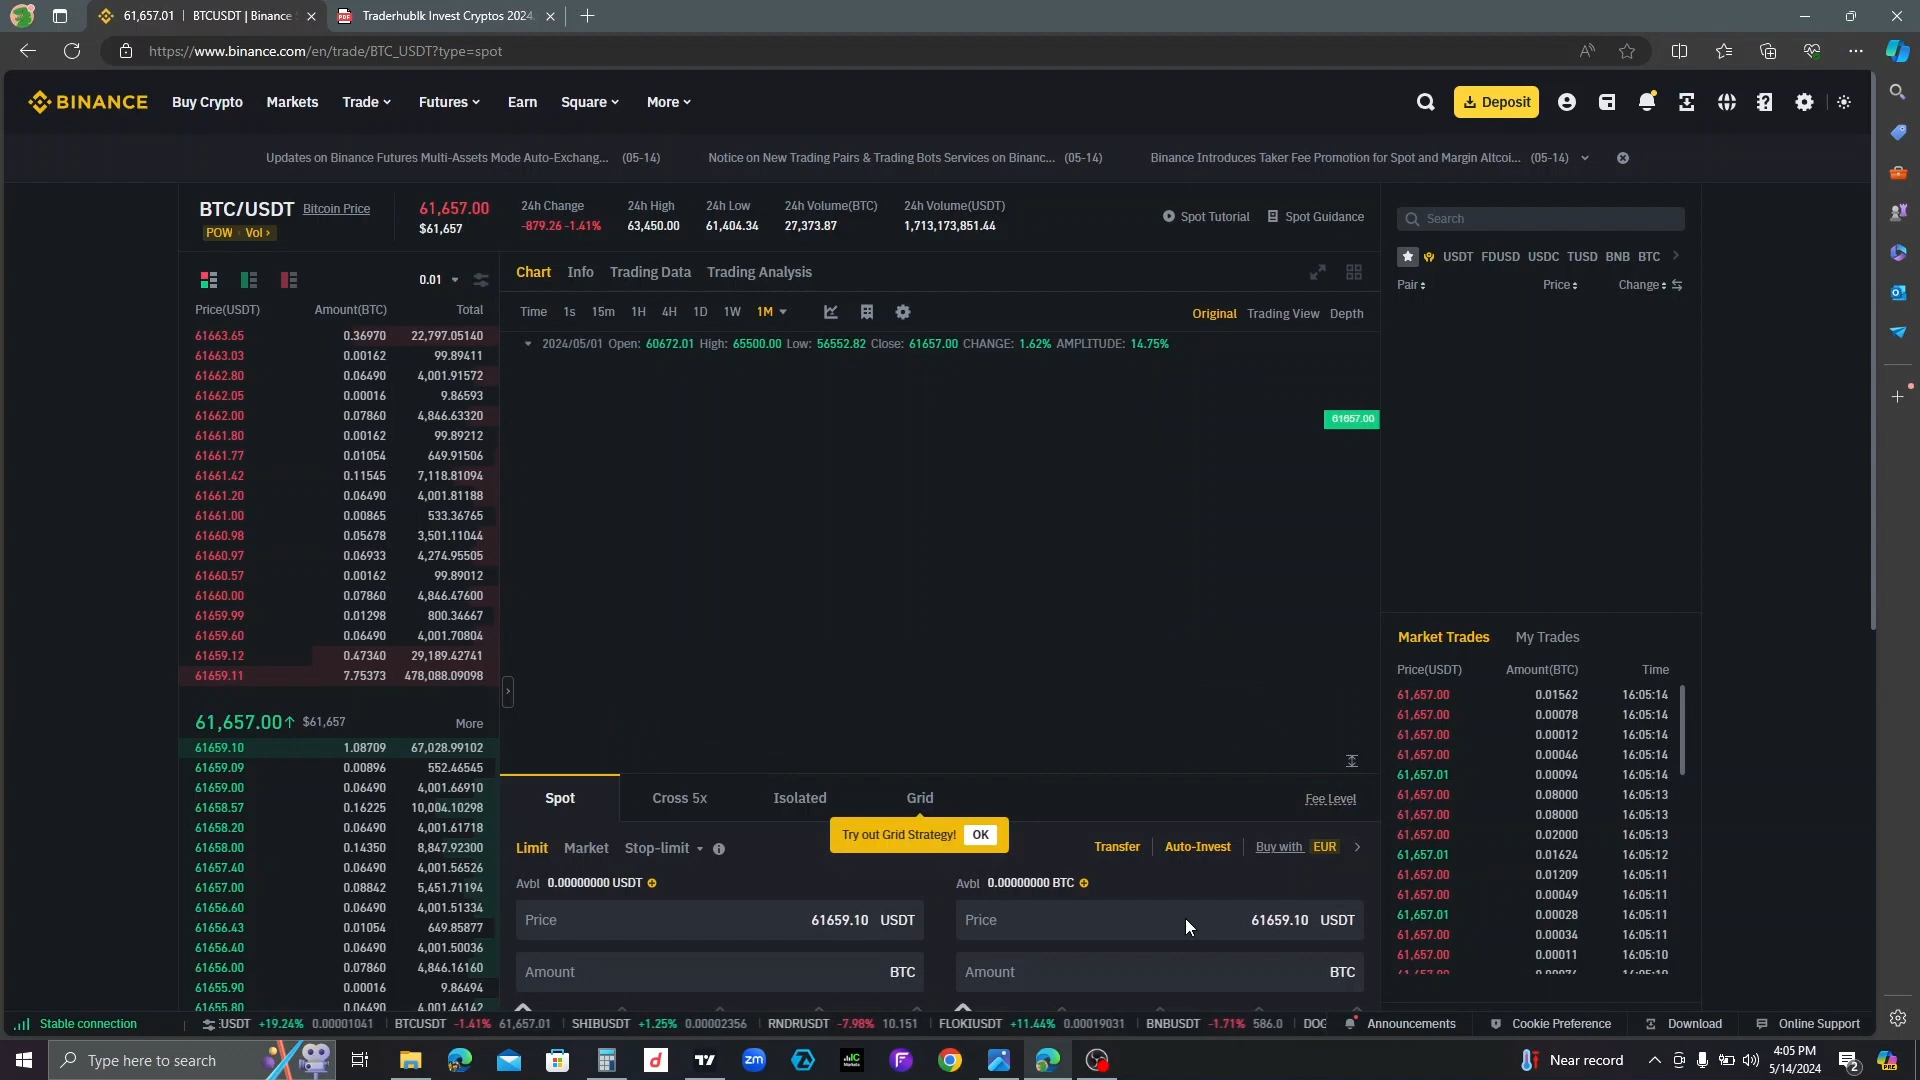 61,657.01 | BTCUSDT | Binance
Traderhublk Invest Cryptos 2024.
https://www.binance.com/en/trade/BTC_USDT?type=spot
BINANCE Buy Crypto Markets Trade Futures Earn Square More Deposit
Updates on Binance Futures Multi-Assets Mode Auto-Exchang... (05-14) Notice on New Trading Pairs & Trading Bots Services on Binanc... (05-14) Binance Introduces Taker Fee Promotion for Spot and Margin Altcoi... (05-14)
BTC/USDT Bitcoin Price
POW Vol >
61,657.00
$61,657
24h Change
-879.26 -1.41%
24h High
63,450.00
24h Low
61,404.34
24h Volume(BTC)
27,373.87
24h Volume(USDT)
1,713,173,851.44
Spot Tutorial Spot Guidance
0.01
Price(USDT) Amount(BTC) Total
61663.65 0.36970 22,797.05140
61663.03 0.00162 99.89411
61662.80 0.06490 4,001.91572
61662.05 0.00016 9.86593
61662.00 0.07860 4,846.63320
61661.80 0.00162 99.89212
61661.77 0.01054 649.91506
61661.42 0.11545 7,118.81094
61661.20 0.06490 4,001.81188
61661.00 0.00865 533.36765
61660.98 0.05678 3,501.11044
61660.97 0.06933 4,274.95505
61660.57 0.00162 99.89012
61660.00 0.07860 4,846.47600
61659.99 0.01298 800.34667
61659.60 0.06490 4,001.70804
61659.12 0.47340 29,189.42741
61659.11 7.75373 478,088.09098
61,657.00↑ $61,657 More
61659.10 1.08709 67,028.99102
61659.09 0.00896 552.46545
61659.00 0.06490 4,001.66910
61658.57 0.16225 10,004.10298
61658.20 0.06490 4,001.61718
61658.00 0.14350 8,847.92300
61657.40 0.06490 4,001.56526
61657.00 0.08842 5,451.71194
61656.60 0.06490 4,001.51334
61656.43 0.01054 649.85877
61656.40 0.06490 4,001.50036
61656.00 0.07860 4,846.16160
61655.90 0.00016 9.86494
61655.80 0.06490 4,001.46142
Chart Info Trading Data Trading Analysis
Time 1s 15m 1H 4H 1D 1W 1M
Original Trading View Depth
2024/05/01 Open: 60672.01 High: 65500.00 Low: 56552.82 Close: 61657.00 CHANGE: 1.62% AMPLITUDE: 14.75%
61657.00
Spot Cross 5x Isolated Grid Fee Level
Try out Grid Strategy! OK
Limit Market Stop-limit
Transfer Auto-Invest Buy with EUR
Avbl 0.00000000 USDT
Price 61659.10 USDT
Amount BTC
Avbl 0.00000000 BTC
Price 61659.10 USDT
Amount BTC
Search
USDT FDUSD USDC TUSD BNB BTC
Pair Price Change
Market Trades My Trades
Price(USDT) Amount(BTC) Time
61,657.00 0.01562 16:05:14
61,657.00 0.00078 16:05:14
61,657.00 0.00012 16:05:14
61,657.00 0.00046 16:05:14
61,657.01 0.00094 16:05:14
61,657.00 0.08000 16:05:13
61,657.00 0.08000 16:05:13
61,657.00 0.02000 16:05:13
61,657.01 0.01624 16:05:12
61,657.00 0.01209 16:05:11
61,657.00 0.00049 16:05:11
61,657.01 0.00028 16:05:11
61,657.00 0.00034 16:05:11
61,657.00 0.00011 16:05:10
Stable connection
:USDT +19.24% 0.00001041 BTCUSDT -1.41% 61,657.01 SHIBUSDT +1.25% 0.00002356 RNDRUSDT -7.98% 10.151 FLOKIUSDT +11.44% 0.00019031 BNBUSDT -1.71% 586.0 DOG
Announcements Cookie Preference Download Online Support
Type here to search
zm
Near record
4:05 PM
5/14/2024
2